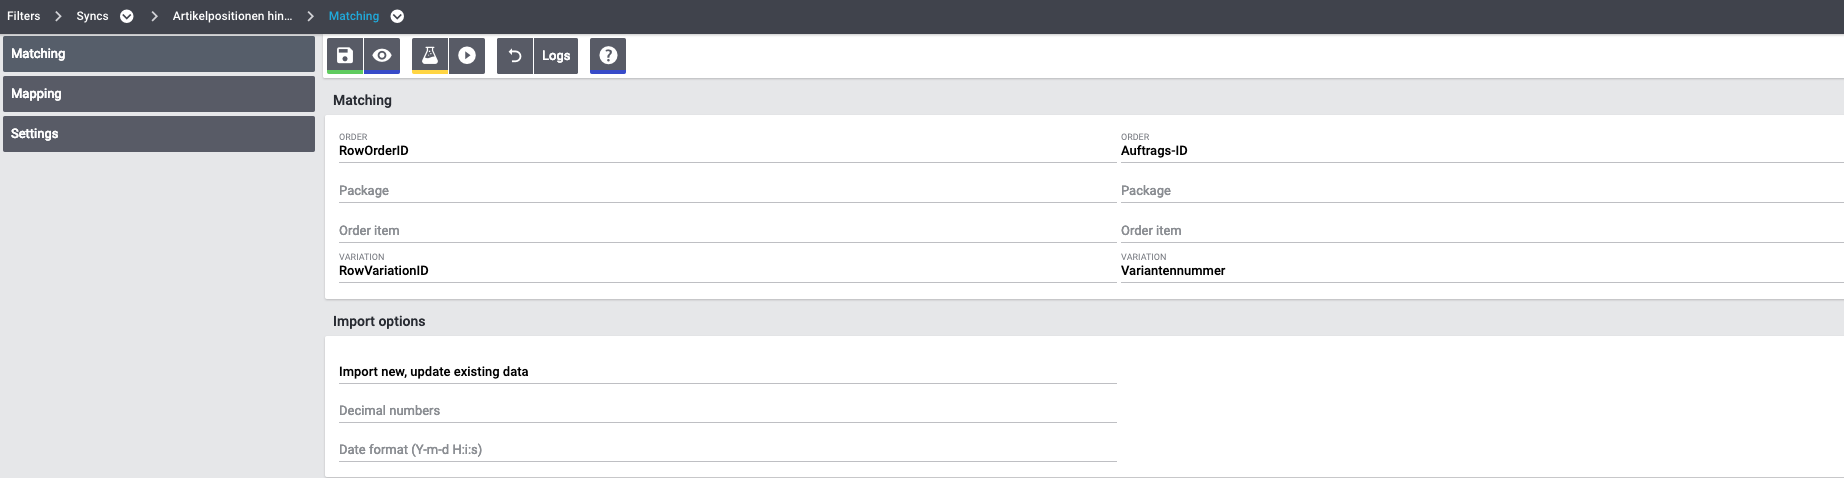 Filters
Syncs
Artikelpositionen hin...
Matching
Matching
Mapping
Settings
Logs
Matching
ORDER
RowOrderID
ORDER
Auftrags-ID
Package
Package
Order item
Order item
VARIATION
RowVariationID
VARIATION
Variantennummer
Import options
Import new, update existing data
Decimal numbers
Date format (Y-m-d H:i:s)